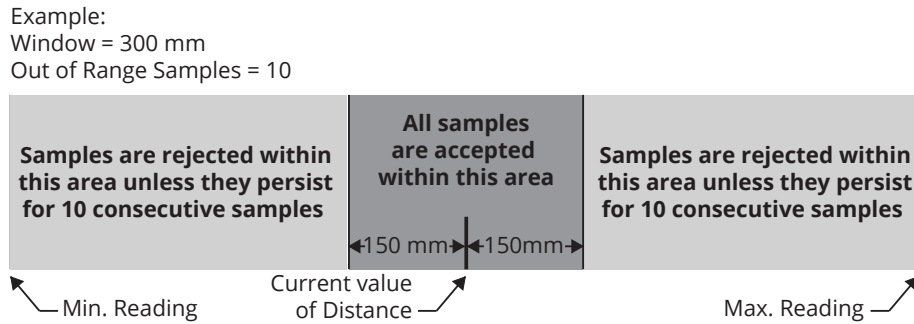 Example:
Window = 300 mm
Out of Range Samples = 10
Samples are rejected within
this area unless they persist
for 10 consecutive samples
All samples
are accepted
within this area
Samples are rejected within
this area unless they persist
for 10 consecutive samples
150 mm
150mm
Min. Reading
Current value
of Distance
Max. Reading